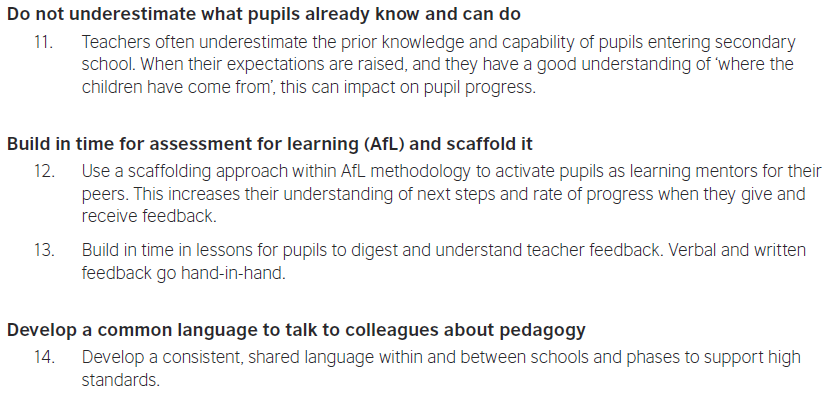 Do not underestimate what pupils already know and can do
11. Teachers often underestimate the prior knowledge and capability of pupils entering secondary
school. When their expectations are raised, and they have a good understanding of ‘where the
children have come from’, this can impact on pupil progress.
Build in time for assessment for learning (AfL) and scaffold it
12. Use a scaffolding approach within AfL methodology to activate pupils as learning mentors for their
peers. This increases their understanding of next steps and rate of progress when they give and
receive feedback.
13. Build in time in lessons for pupils to digest and understand teacher feedback. Verbal and written
feedback go hand-in-hand.
Develop a common language to talk to colleagues about pedagogy
14. Develop a consistent, shared language within and between schools and phases to support high
standards.